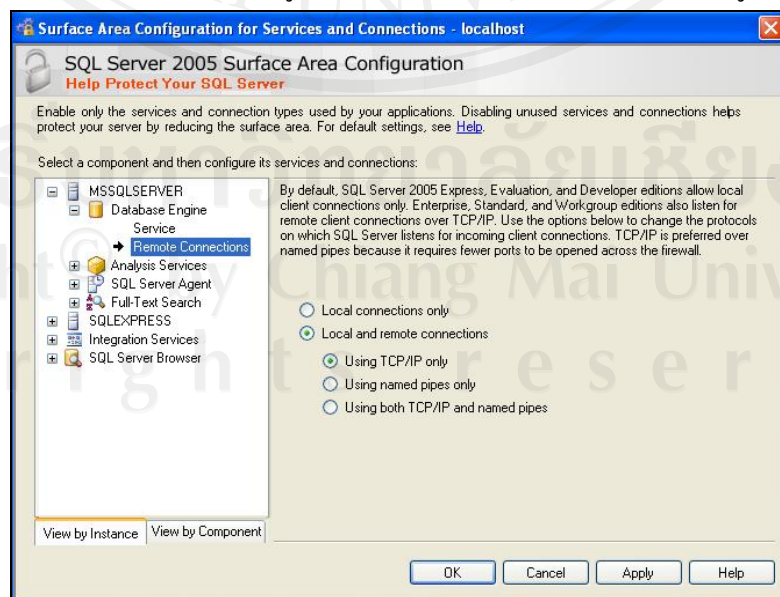 Surface Area Configuration for Services and Connections - localhost
SQL Server 2005 Surface Area Configuration
Help Protect Your SQL Server
Enable only the services and connection types used by your applications. Disabling unused services and connections helps
protect your server by reducing the surface area. For default settings, see Help.
Select a component and then configure its services and connections:
MSSQLSERVER
Database Engine
Service
Remote Connections
Analysis Services
SQL Server Agent
Full-Text Search
SQLEXPRESS
Integration Services
SQL Server Browser
View by Instance
View by Component
By default, SQL Server 2005 Express, Evaluation, and Developer editions allow local
client connections only. Enterprise, Standard, and Workgroup editions also listen for
remote client connections over TCP/IP. Use the options below to change the protocols
on which SQL Server listens for incoming client connections. TCP/IP is preferred over
named pipes because it requires fewer ports to be opened across the firewall.
Local connections only
Local and remote connections
Using TCP/IP only
Using named pipes only
Using both TCP/IP and named pipes
OK
Cancel
Apply
Help
Chiang Mai Univ